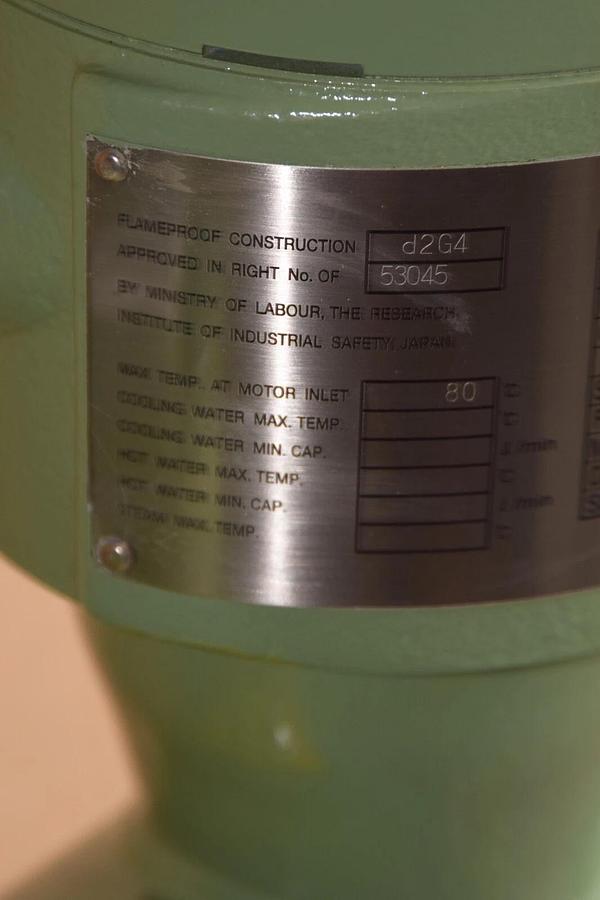 FLAMEPROOF CONSTRUCTION d2G4
APPROVED IN RIGHT No. OF 53045
BY MINISTRY OF LABOUR, THE RESEARCH
INSTITUTE OF INDUSTRIAL SAFETY, JAPAN
MAX. TEMP. AT MOTOR INLET 80 °C
COOLING WATER MAX. TEMP. °C
COOLING WATER MIN. CAP. l/min
HOT WATER MAX. TEMP. °C
HOT WATER MIN. CAP. l/min
STEAM MAX. TEMP. °C